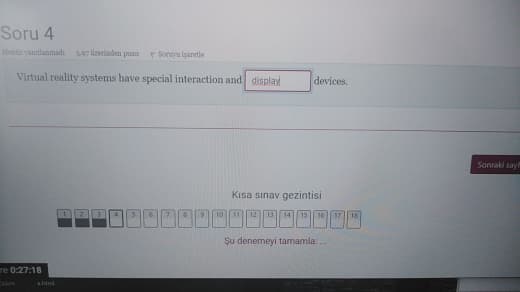 Soru 4
Henüz yanıtlanmadı 5,67 üzerinden puan Soruyu işaretle
Virtual reality systems have special interaction and display devices.
Sonraki sayf
Kısa sınav gezintisi
1 2 3 4 5 6 7 8 9 10 11 12 13 14 15 16 17 18
Şu denemeyi tamamla: ...
re 0:27:18